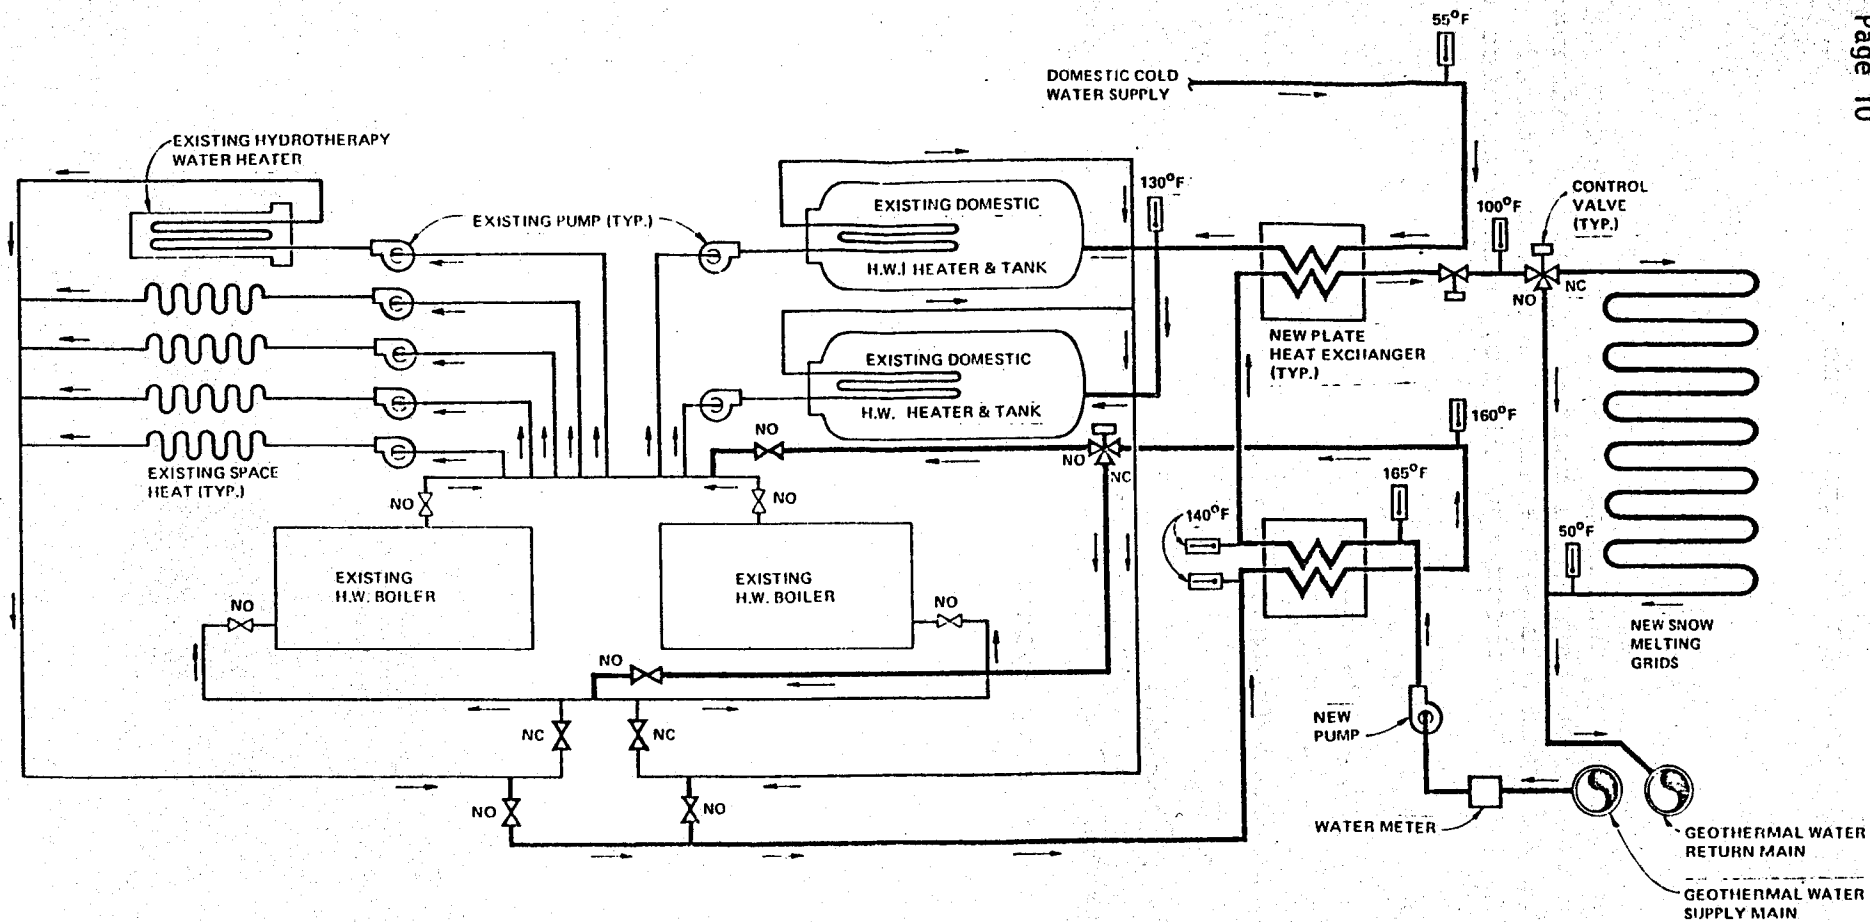 Page 10
55°F
DOMESTIC COLD
WATER SUPPLY
EXISTING HYDROTHERAPY
WATER HEATER
EXISTING PUMP (TYP.)
EXISTING DOMESTIC
H.W.I HEATER & TANK
130°F
100°F
CONTROL
VALVE
(TYP.)
NO
NC
NEW PLATE
HEAT EXCHANGER
(TYP.)
EXISTING DOMESTIC
H.W. HEATER & TANK
160°F
NO
NO
NC
EXISTING SPACE
HEAT (TYP.)
NO
NO
165°F
140°F
50°F
EXISTING
H.W. BOILER
EXISTING
H.W. BOILER
NO
NO
NEW SNOW
MELTING
GRIDS
NO
NC
NC
NEW
PUMP
NO
NO
WATER METER
GEOTHERMAL WATER
RETURN MAIN
GEOTHERMAL WATER
SUPPLY MAIN